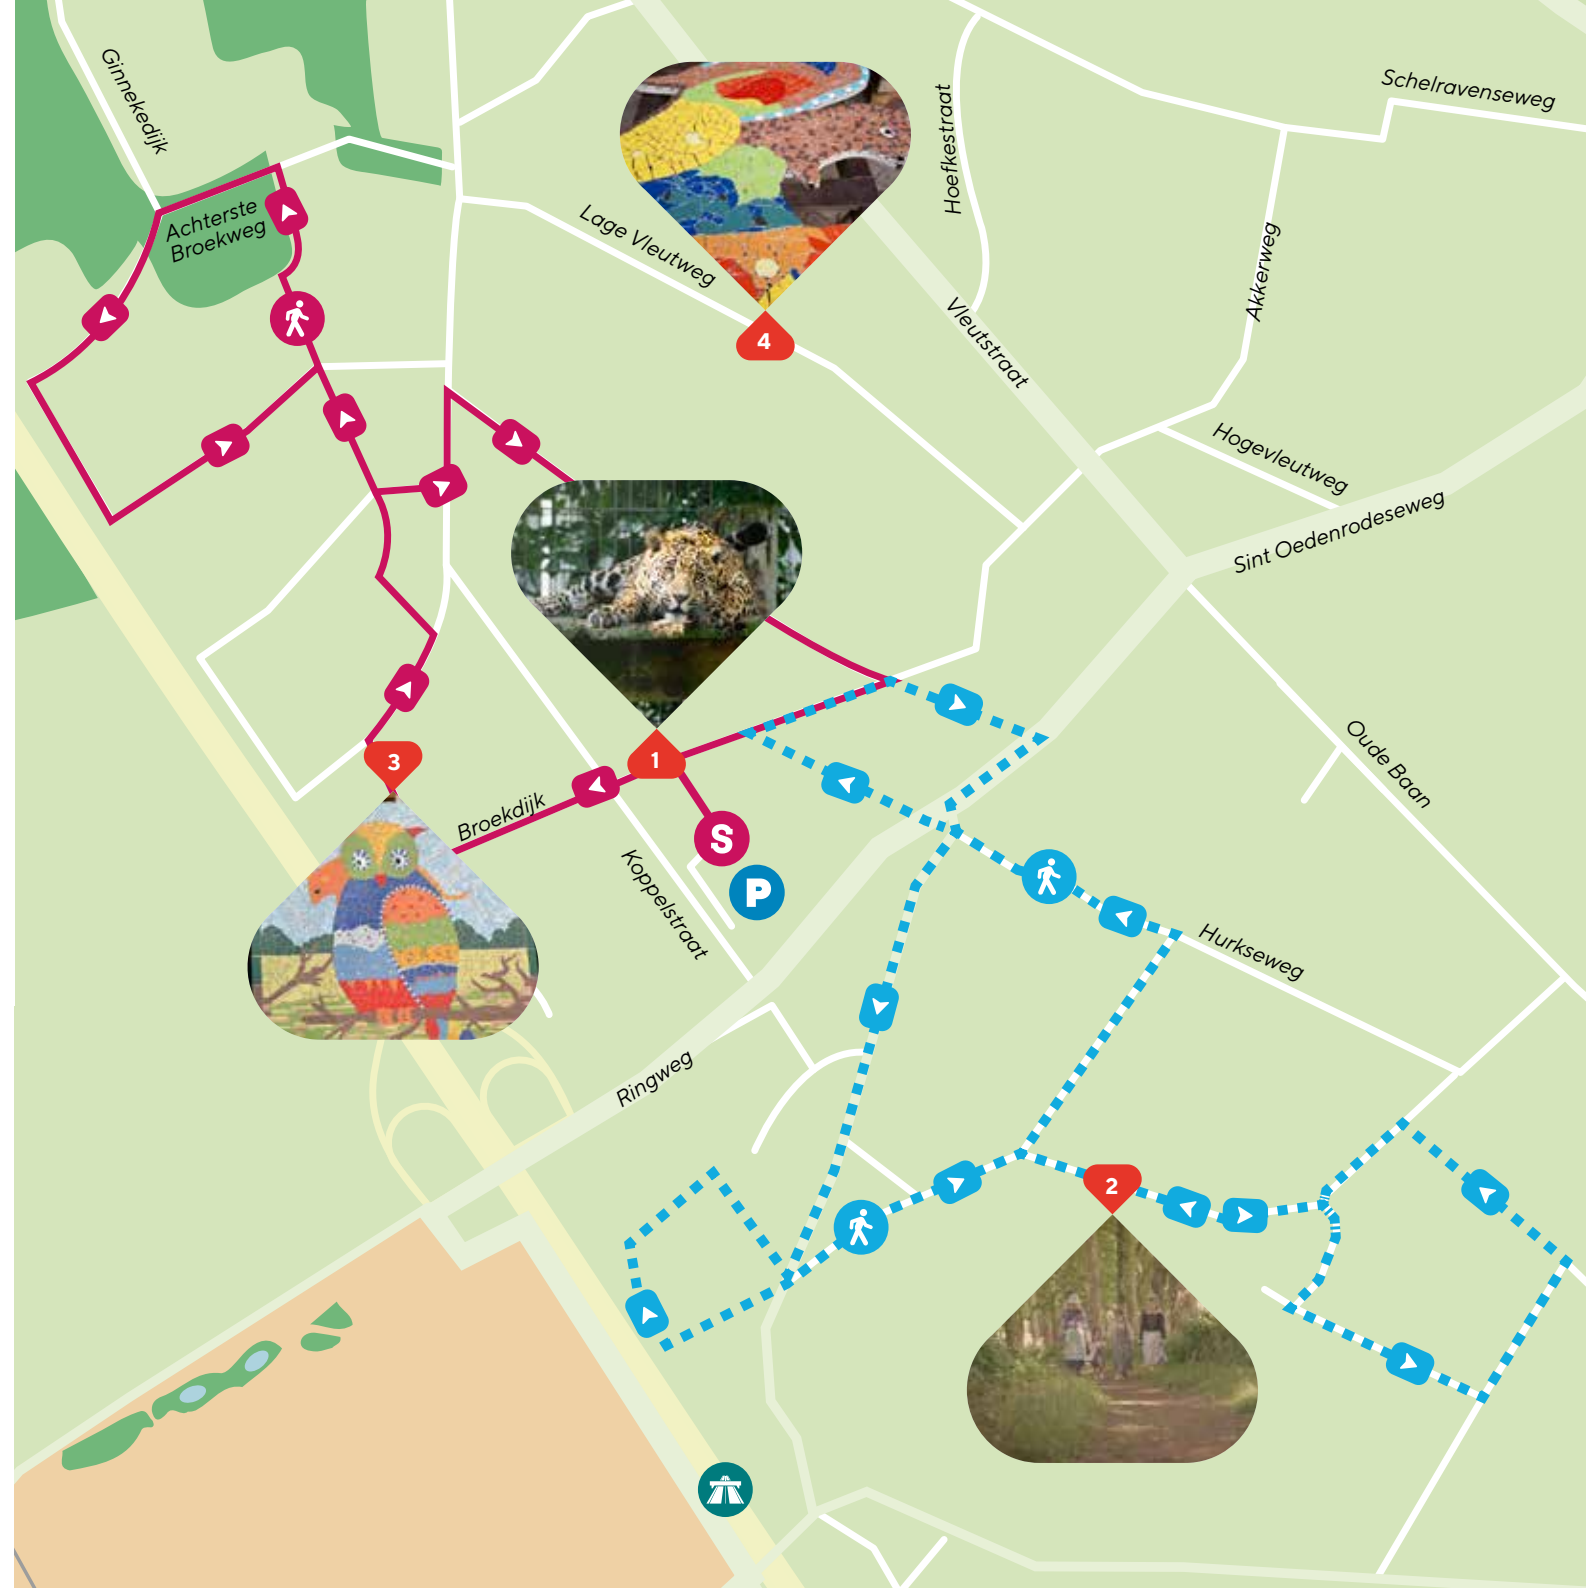 Ginnekedijk
Schelravenseweg
Hoefkestraat
Achterste
Broekweg
Lage Vleutweg
Akkerweg
4
Vleutstraat
Hogevleutweg
Sint Oedenrodeseweg
3
1
Oude Baan
Broekdijk
S
P
Koppelstraat
Hurkseweg
Ringweg
2